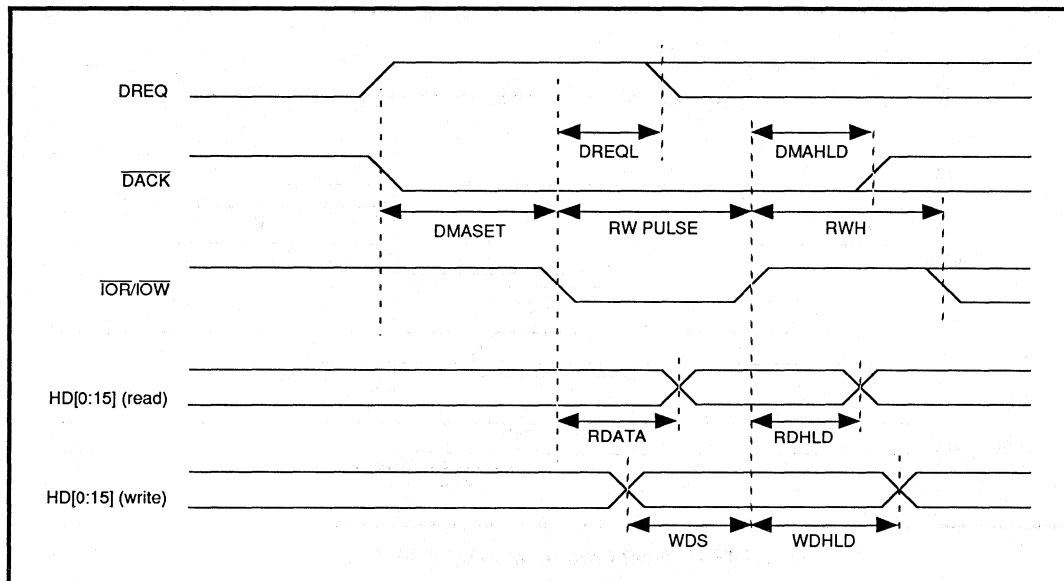 DREQ
DREQL
DMAHLD
DACK
DMASET
RW PULSE
RWH
IOR/IOW
HD[0:15] (read)
RDATA
RDHLD
HD[0:15] (write)
WDS
WDHLD